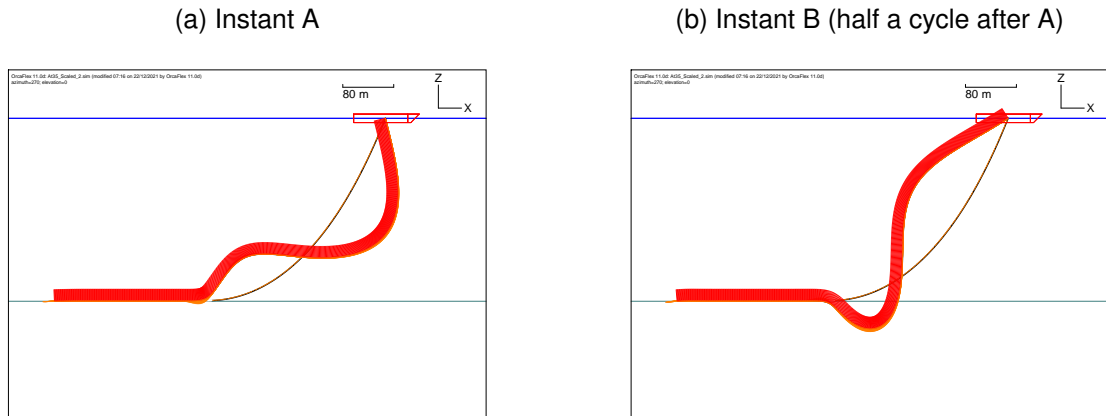 (a) Instant A
(b) Instant B (half a cycle after A)
OrcaFlex 11.0d: At35_Scaled_2.sim (modified 07:16 on 22/12/2021 by OrcaFlex 11.0d)
azimuth=270; elevation=0
80 m
Z
X
OrcaFlex 11.0d: At35_Scaled_2.sim (modified 07:16 on 22/12/2021 by OrcaFlex 11.0d)
azimuth=270; elevation=0
80 m
Z
X